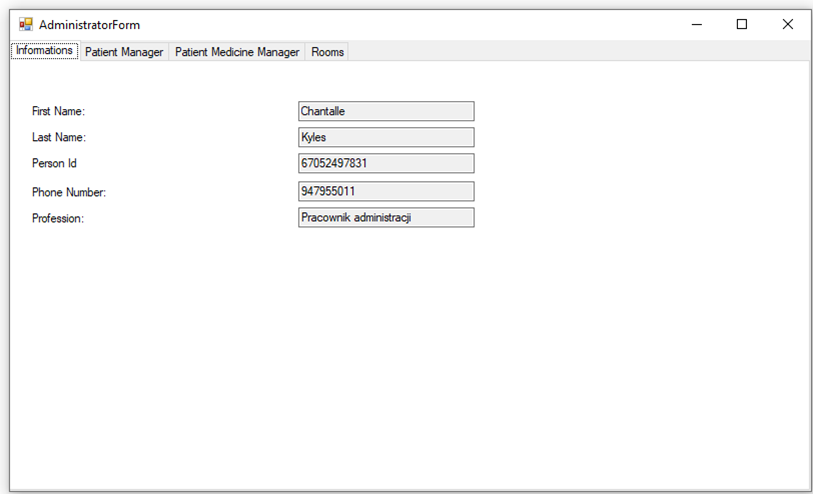 AdministratorForm
Informations Patient Manager Patient Medicine Manager Rooms
First Name: Chantalle
Last Name: Kyles
Person Id 67052497831
Phone Number: 947955011
Profession: Pracownik administracji